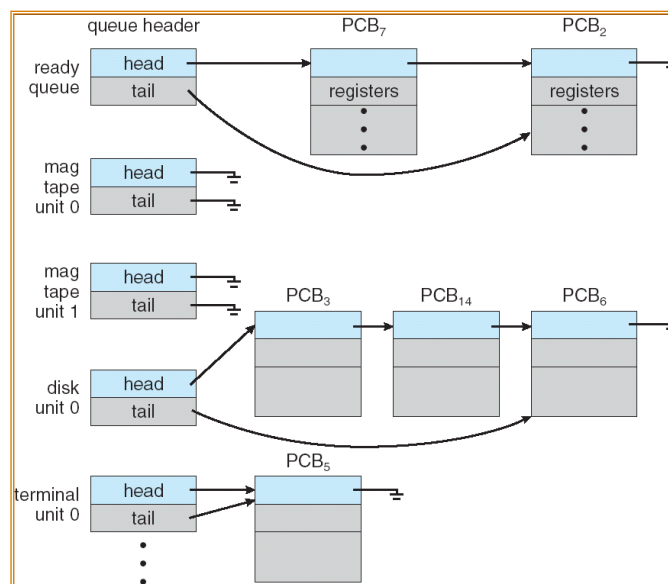 queue header PCB₇ PCB₂
ready
queue
head
tail
registers
registers
mag
tape
unit 0
head
tail
mag
tape
unit 1
head
tail
PCB₃ PCB₁₄ PCB₆
disk
unit 0
head
tail
PCB₅
terminal
unit 0
head
tail